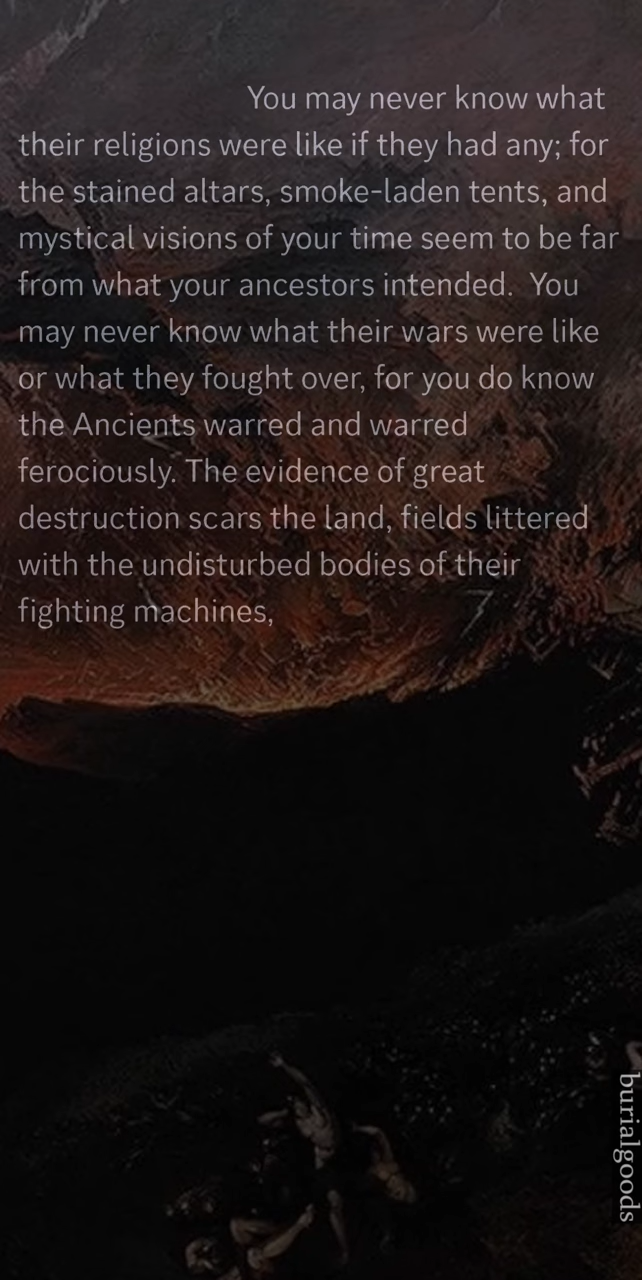 You may never know what
their religions were like if they had any; for
the stained altars, smoke-laden tents, and
mystical visions of your time seem to be far
from what your ancestors intended.  You
may never know what their wars were like
or what they fought over, for you do know
the Ancients warred and warred
ferociously. The evidence of great
destruction scars the land, fields littered
with the undisturbed bodies of their
fighting machines,
burialgoods